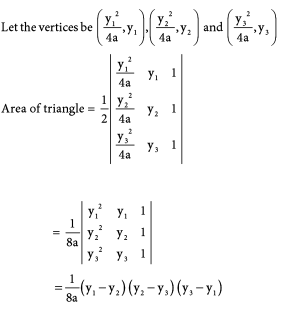 Let the vertices be (y₁²/4a, y₁), (y₂²/4a, y₂) and (y₃²/4a, y₃)
Area of triangle = 1/2 | y₁²/4a y₁ 1 |
| y₂²/4a y₂ 1 |
| y₃²/4a y₃ 1 |
= 1/8a | y₁² y₁ 1 |
| y₂² y₂ 1 |
| y₃² y₃ 1 |
= 1/8a (y₁ − y₂)(y₂ − y₃)(y₃ − y₁)